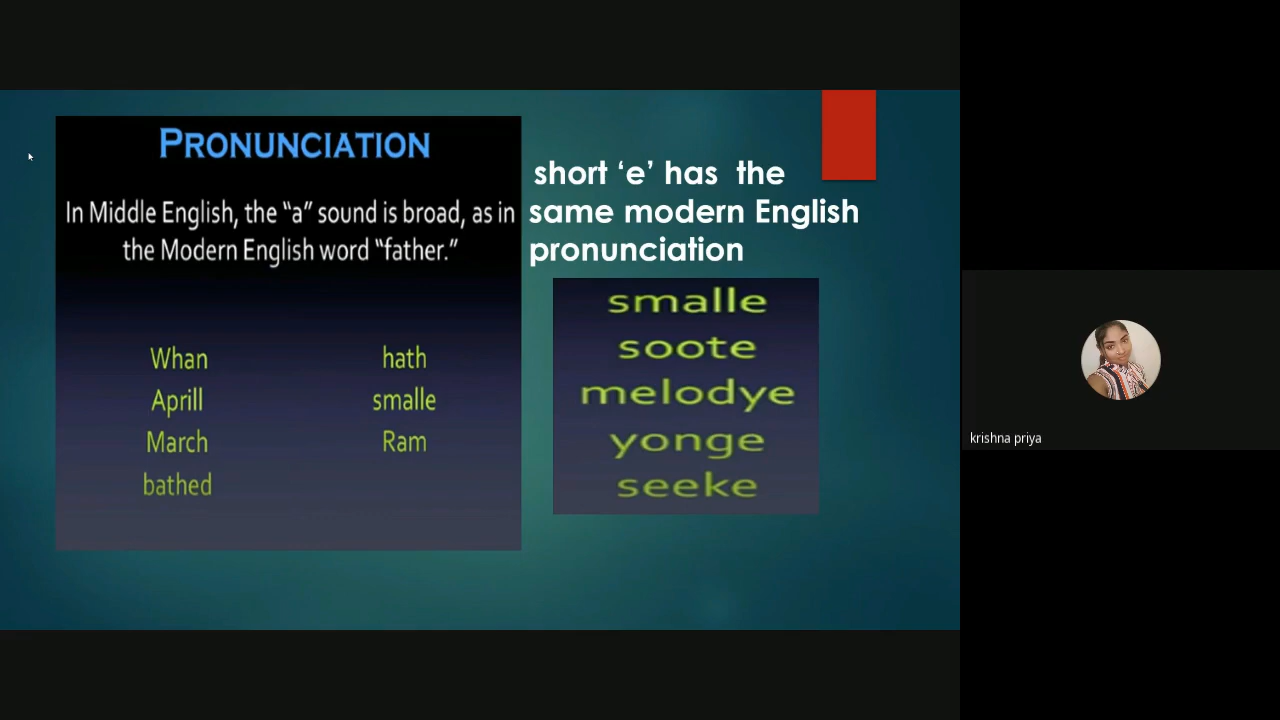 PRONUNCIATION
In Middle English, the “a” sound is broad, as in
the Modern English word “father.”
Whan hath
Aprill smalle
March Ram
bathed
short ‘e’ has the
same modern English
pronunciation
smalle
soote
melodye
yonge
seeke
krishna priya